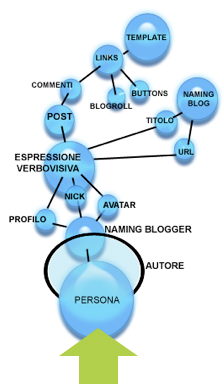 TEMPLATE
LINKS
COMMENTI
BUTTONS
BLOGROLL
NAMING
BLOG
POST
TITOLO
URL
ESPRESSIONE
VERBOVISIVA
NICK
AVATAR
PROFILO
NAMING BLOGGER
AUTORE
PERSONA